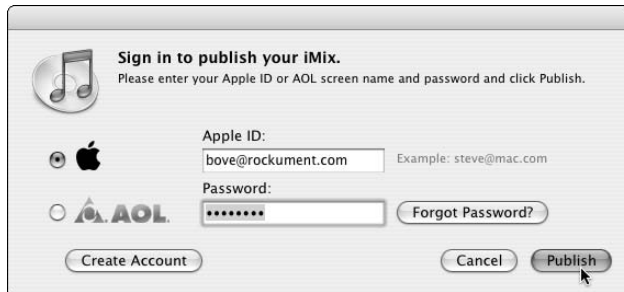 Sign in to publish your iMix.
Please enter your Apple ID or AOL screen name and password and click Publish.
Apple ID:
bove@rockument.com Example: steve@mac.com
Password:
AOL. •••••••• Forgot Password?
Create Account Cancel Publish